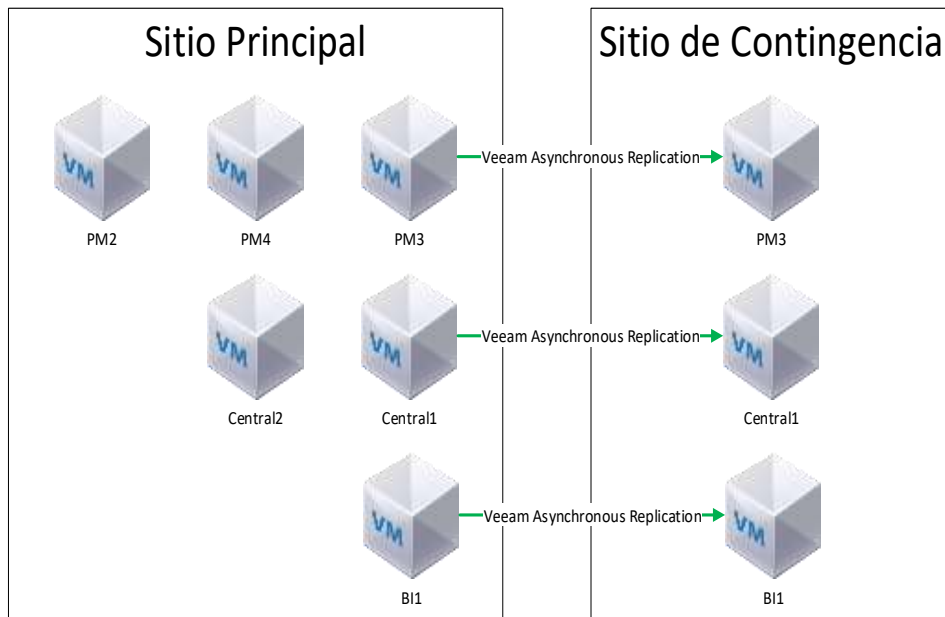 Sitio Principal
Sitio de Contingencia
VM
VM
VM
Veeam Asynchronous Replication
VM
PM2
PM4
PM3
PM3
VM
VM
Veeam Asynchronous Replication
VM
Central2
Central1
Central1
VM
Veeam Asynchronous Replication
VM
BI1
BI1